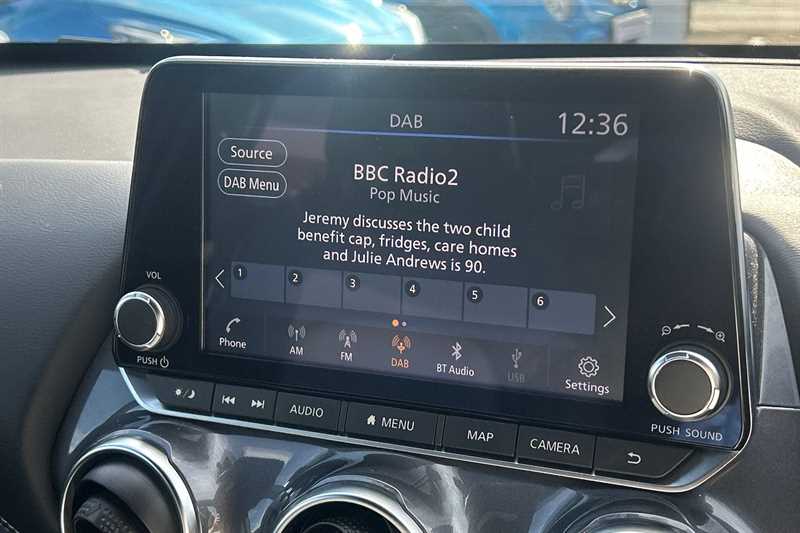 DAB
12:36
Source
DAB Menu
BBC Radio2
Pop Music
Jeremy discusses the two child
benefit cap, fridges, care homes
and Julie Andrews is 90.
1 2 3 4 5 6
Phone
AM
FM
DAB
BT Audio
USB
Settings
VOL
PUSH
PUSH SOUND
AUDIO
MENU
MAP
CAMERA